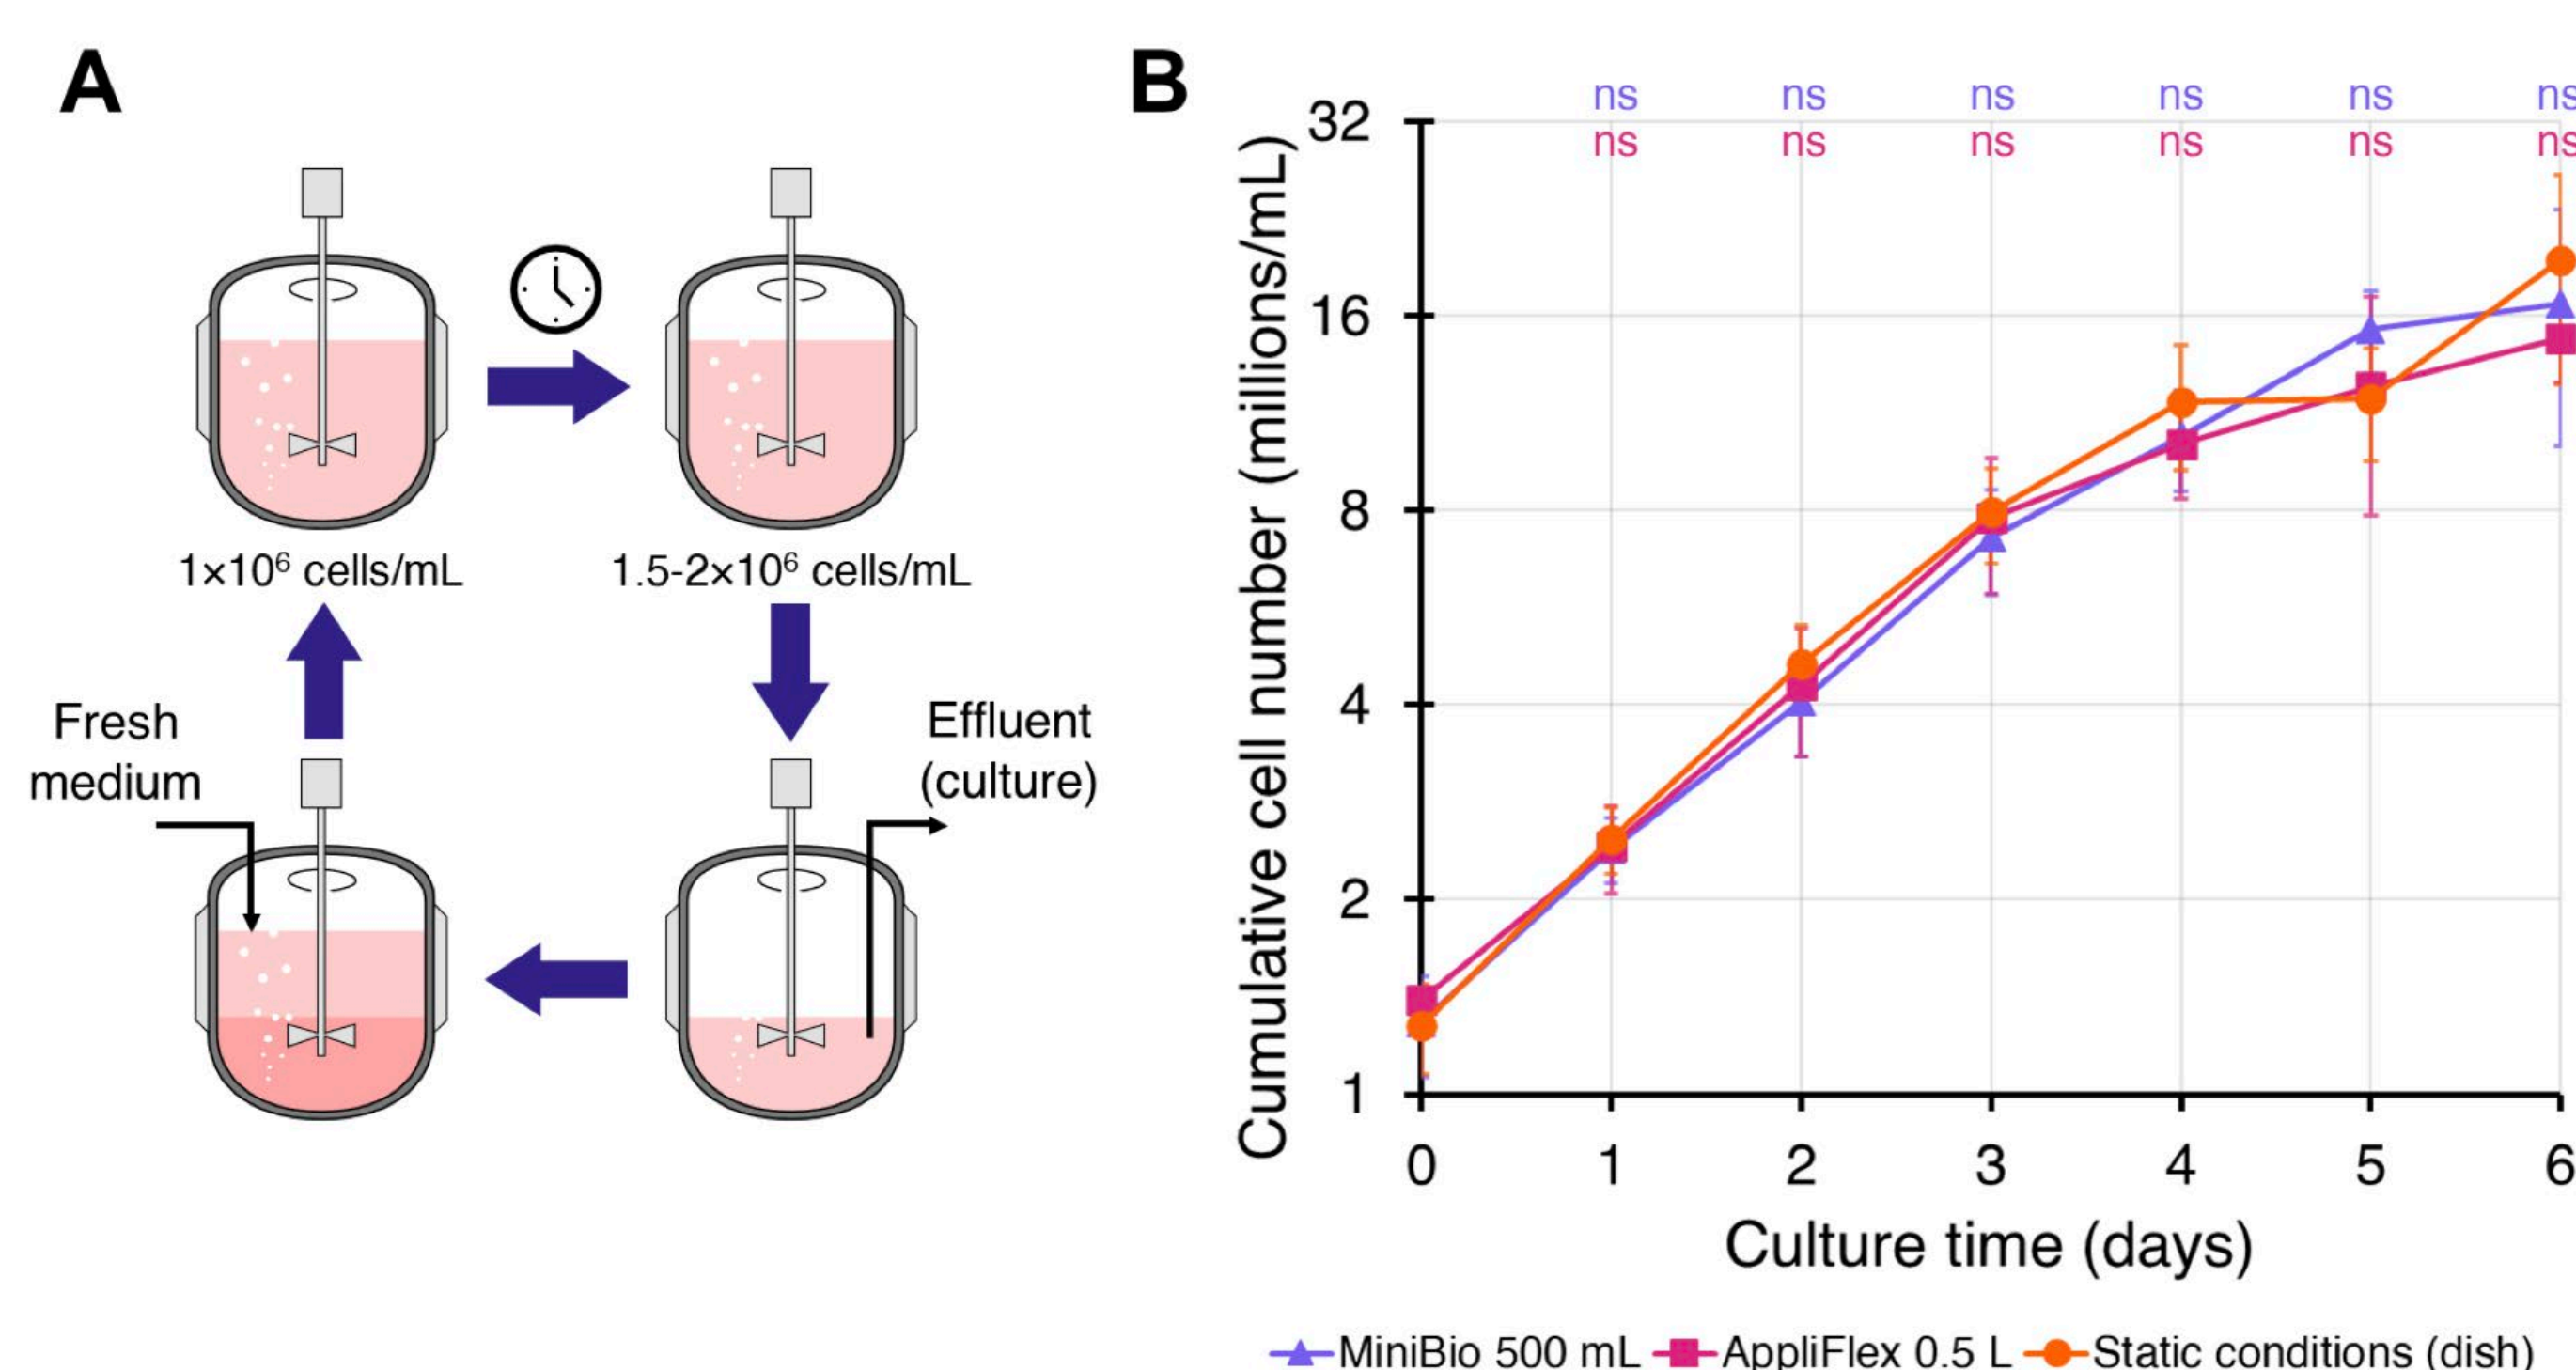 A
1×10⁶ cells/mL
1.5-2×10⁶ cells/mL
Fresh
medium
Effluent
(culture)
B
ns ns ns ns ns ns
ns ns ns ns ns ns
Cumulative cell number (millions/mL)
32
16
8
4
2
1
0 1 2 3 4 5 6
Culture time (days)
MiniBio 500 mL AppliFlex 0.5 L Static conditions (dish)